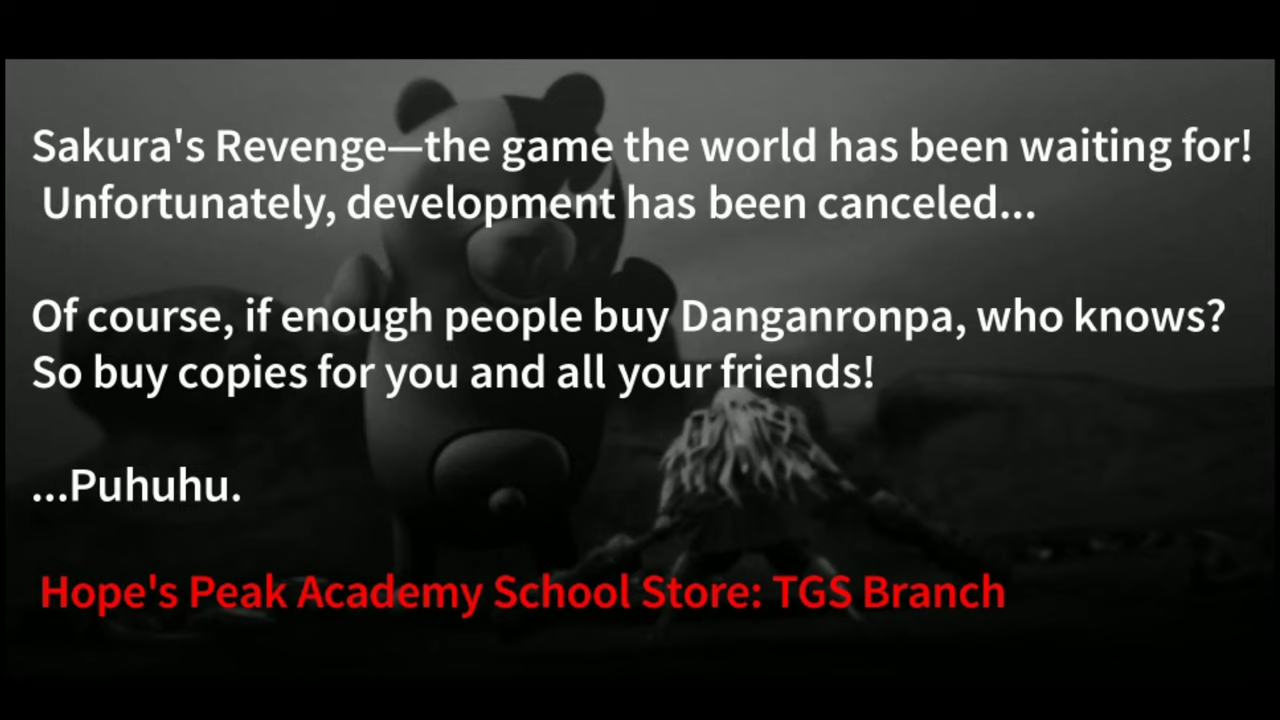 Sakura's Revenge—the game the world has been waiting for!
Unfortunately, development has been canceled...
Of course, if enough people buy Danganronpa, who knows?
So buy copies for you and all your friends!
...Puhuhu.
Hope's Peak Academy School Store: TGS Branch